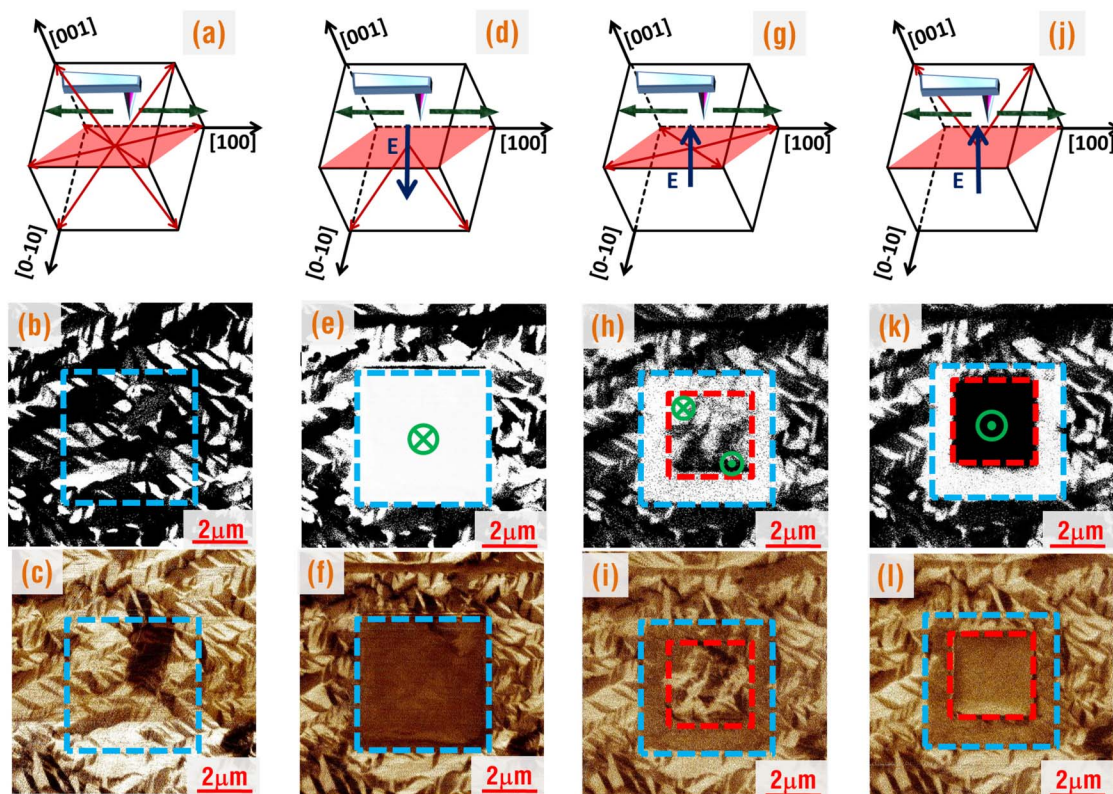 (a)
[001]
[100]
[0-10]
(d)
[001]
E
[100]
[0-10]
(g)
[001]
E
[100]
[0-10]
(j)
[001]
E
[100]
[0-10]
(b)
2μm
(e)
2μm
(h)
2μm
(k)
2μm
(c)
2μm
(f)
2μm
(i)
2μm
(l)
2μm